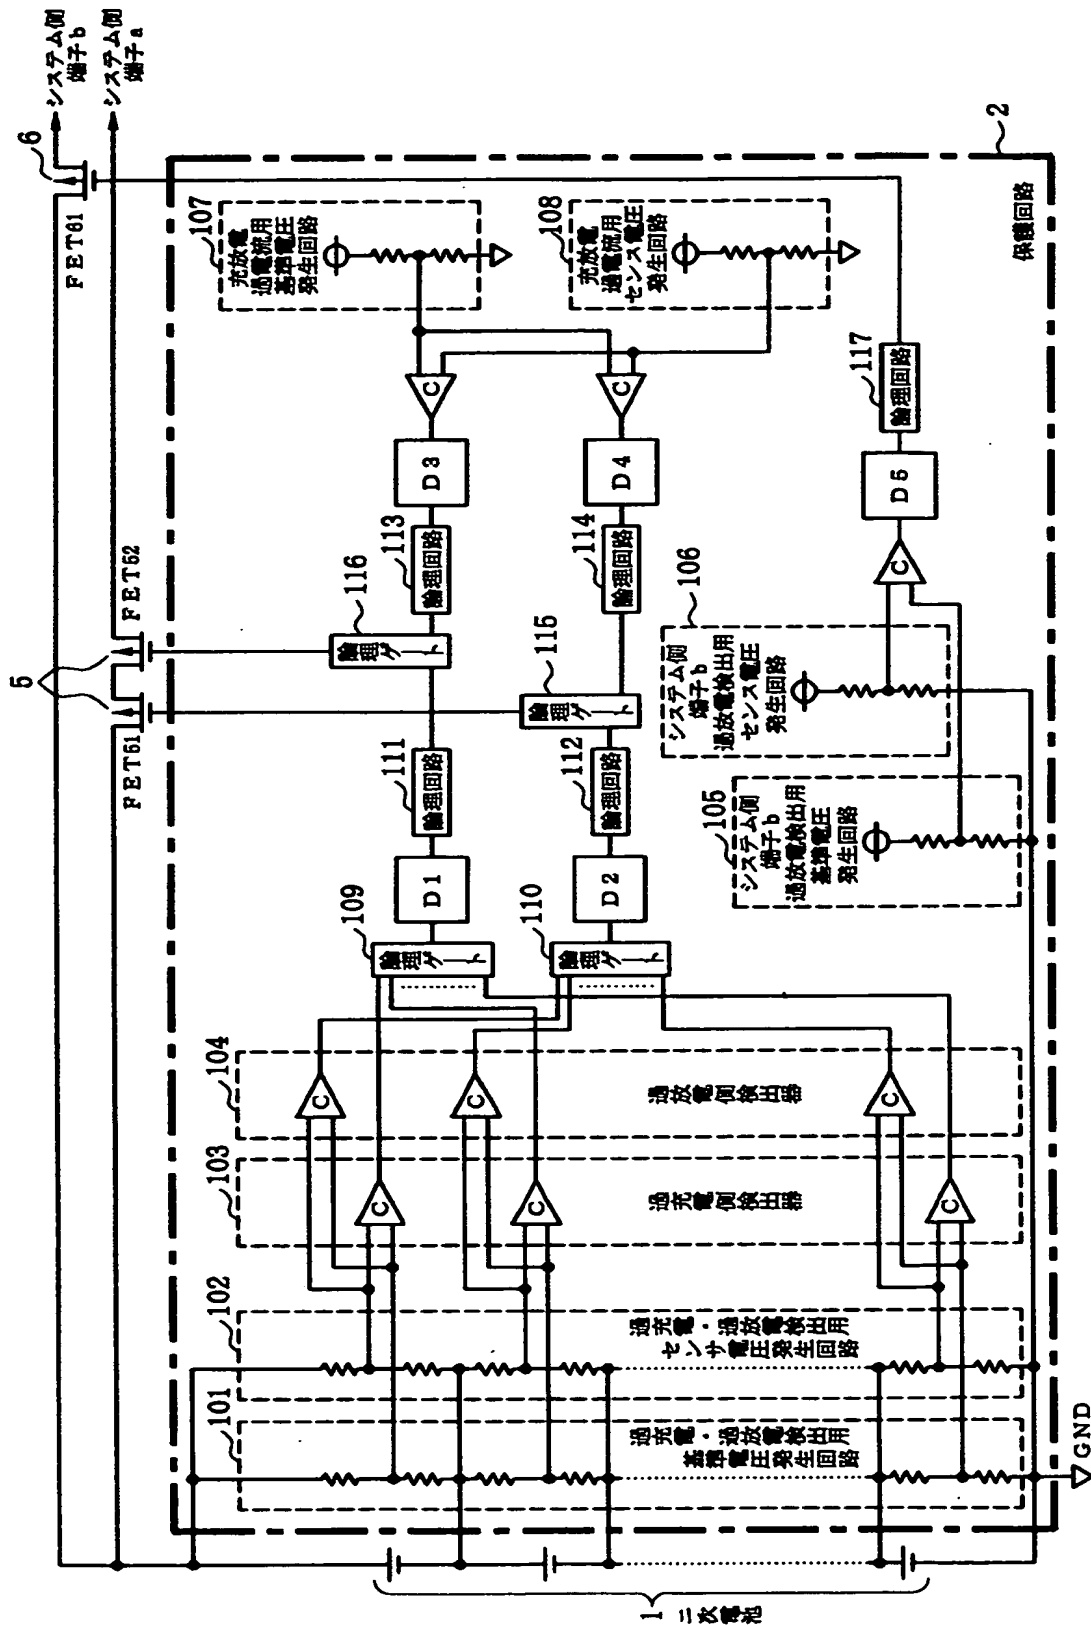 システム側
端子b
システム側
端子a
6
FET61
5
FET51
FET52
2
保護回路
107
充放電
過電流用
基準電圧
発生回路
108
充放電
過電流用
センス電圧
発生回路
C
C
D3
D4
113
論理回路
114
論理回路
116
論理ゲート
115
論理ゲート
117
論理回路
D5
C
106
システム側
端子b
過放電検出用
センス電圧
発生回路
105
システム側
端子b
過放電検出用
基準電圧
発生回路
111
論理回路
112
論理回路
D1
D2
109
論理ゲート
110
論理ゲート
104
C
C
C
過放電側検出器
103
C
C
C
過充電側検出器
102
過充電・過放電検出用
センサ電圧発生回路
101
過充電・過放電検出用
基準電圧発生回路
GND
1
二次電池